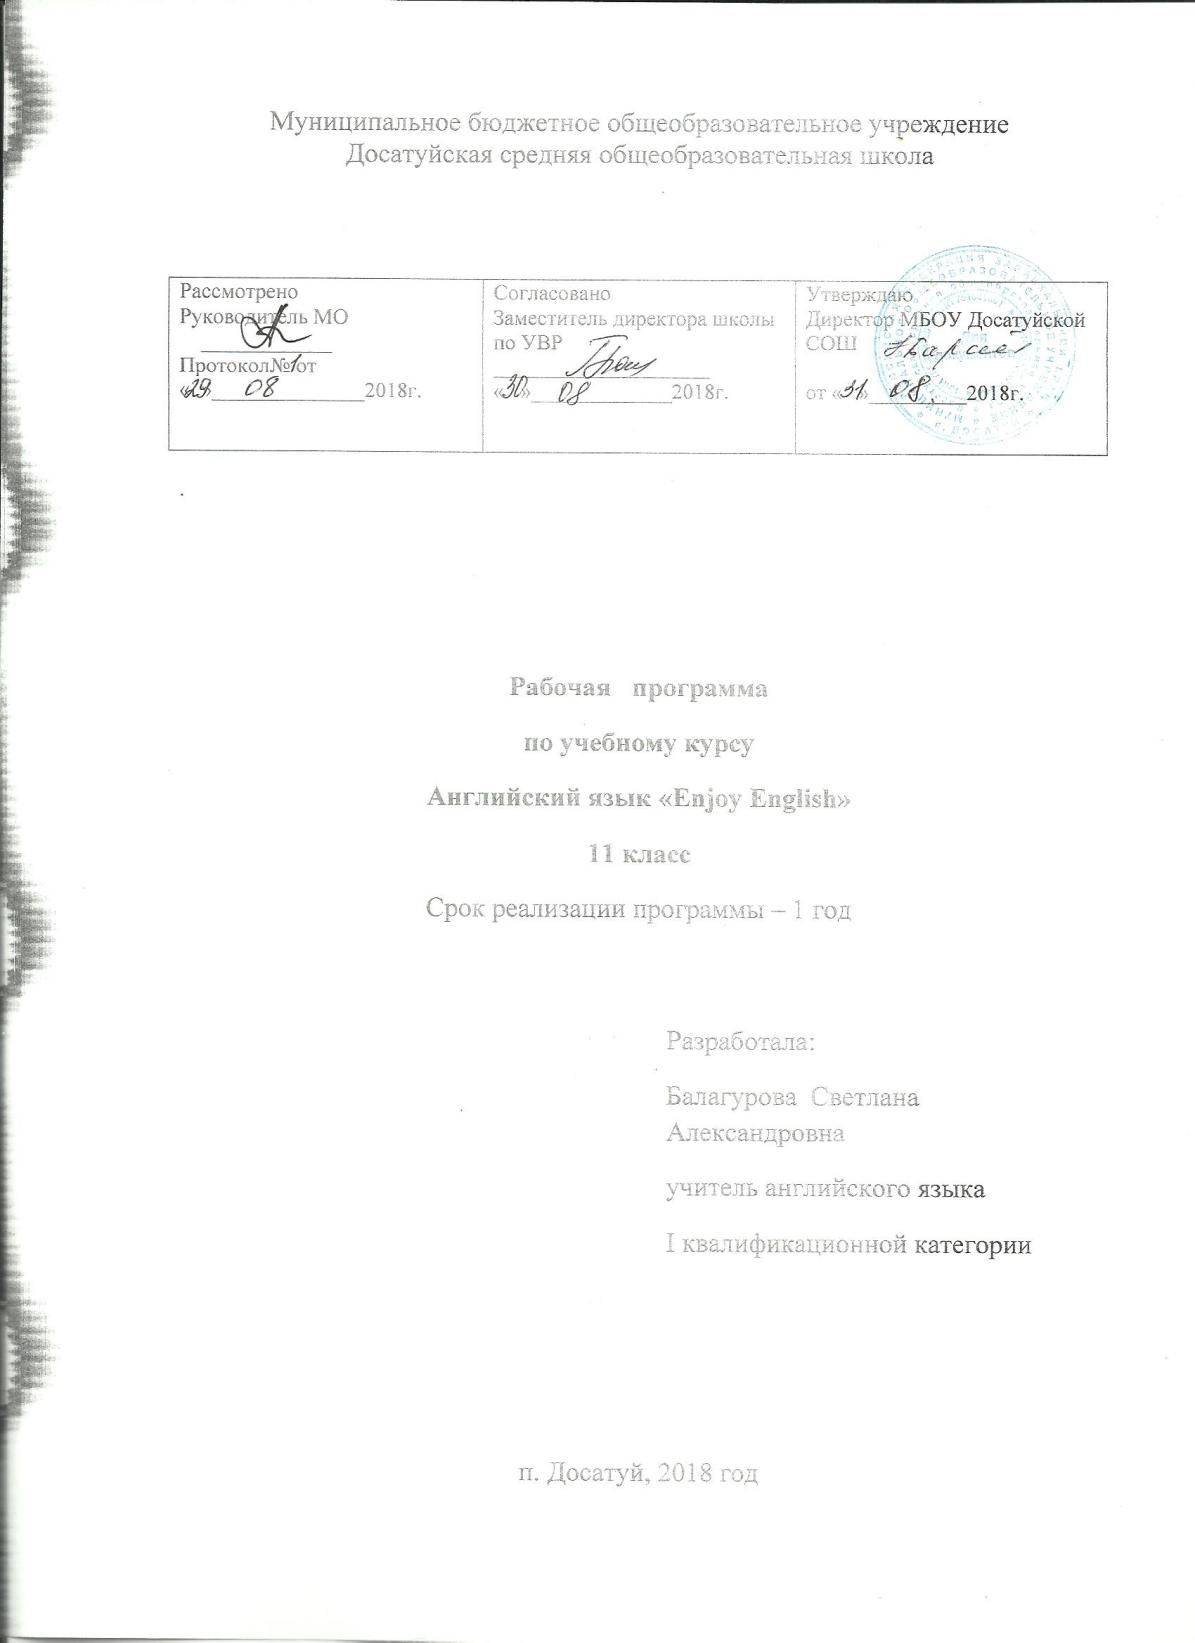 Муниципальное бюджетное общеобразовательное учреждение
Досатуйская средняя общеобразовательная школа
Рассмотрено
Руководитель МО
Протокол№1от
«29» 08 2018г.
Согласовано
Заместитель директора школы
по УВР
«30» 08 2018г.
Утверждаю
Директор МБОУ Досатуйской
СОШ
от «31» 08. 2018г.
Рабочая программа
по учебному курсу
Английский язык «Enjoy English»
11 класс
Срок реализации программы – 1 год
Разработала:
Балагурова Светлана
Александровна
учитель английского языка
I квалификационной категории
п. Досатуй, 2018 год